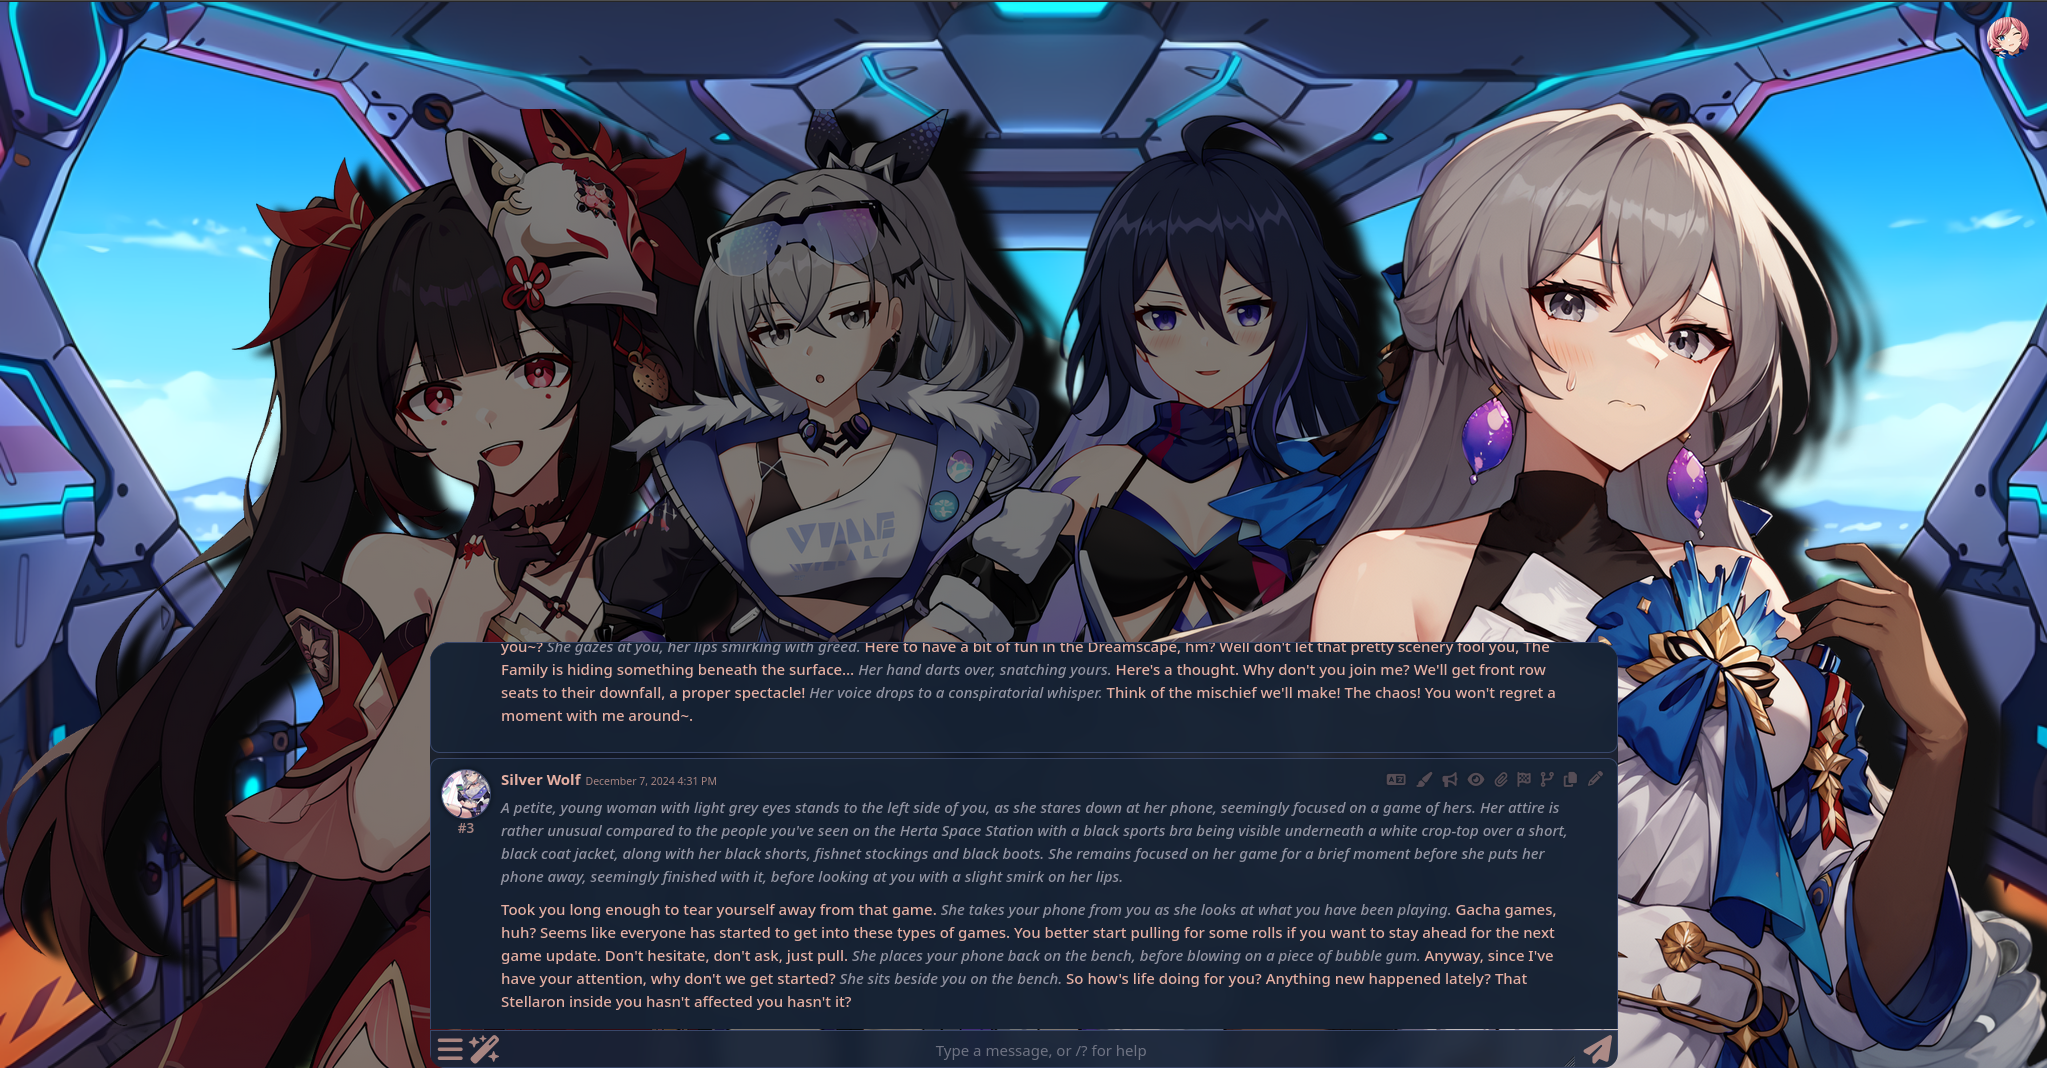 you~? She gazes at you, her lips smirking with greed. Here to have a bit of fun in the Dreamscape, hm? Well don't let that pretty scenery fool you, The
Family is hiding something beneath the surface... Her hand darts over, snatching yours. Here's a thought. Why don't you join me? We'll get front row
seats to their downfall, a proper spectacle! Her voice drops to a conspiratorial whisper. Think of the mischief we'll make! The chaos! You won't regret a
moment with me around~.
Silver Wolf December 7, 2024 4:31 PM
#3
A petite, young woman with light grey eyes stands to the left side of you, as she stares down at her phone, seemingly focused on a game of hers. Her attire is
rather unusual compared to the people you've seen on the Herta Space Station with a black sports bra being visible underneath a white crop-top over a short,
black coat jacket, along with her black shorts, fishnet stockings and black boots. She remains focused on her game for a brief moment before she puts her
phone away, seemingly finished with it, before looking at you with a slight smirk on her lips.
Took you long enough to tear yourself away from that game. She takes your phone from you as she looks at what you have been playing. Gacha games,
huh? Seems like everyone has started to get into these types of games. You better start pulling for some rolls if you want to stay ahead for the next
game update. Don't hesitate, don't ask, just pull. She places your phone back on the bench, before blowing on a piece of bubble gum. Anyway, since I've
have your attention, why don't we get started? She sits beside you on the bench. So how's life doing for you? Anything new happened lately? That
Stellaron inside you hasn't affected you hasn't it?
Type a message, or /? for help